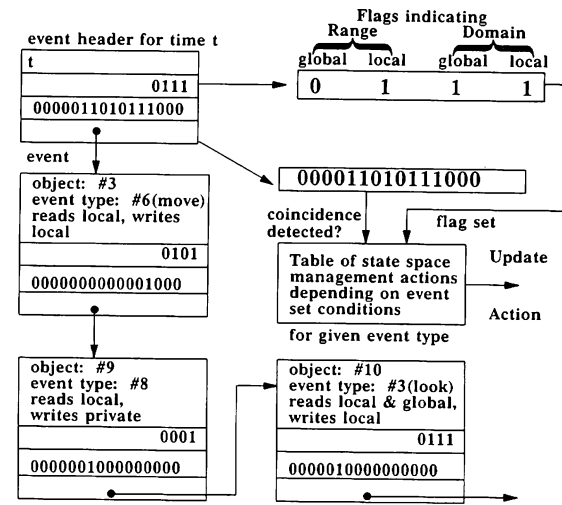 Flags indicating
Range Domain
event header for time t
global local global local
t
0111
0 1 1 1
0000011010111000
event
000011010111000
object: #3
event type: #6(move)
reads local, writes
local
0101
0000000000001000
coincidence
detected?
flag set
Table of state space
management actions
depending on event
set conditions
Update
Action
for given event type
object: #9
event type: #8
reads local,
writes private
0001
0000001000000000
object: #10
event type: #3(look)
reads local & global,
writes local
0111
0000010000000000